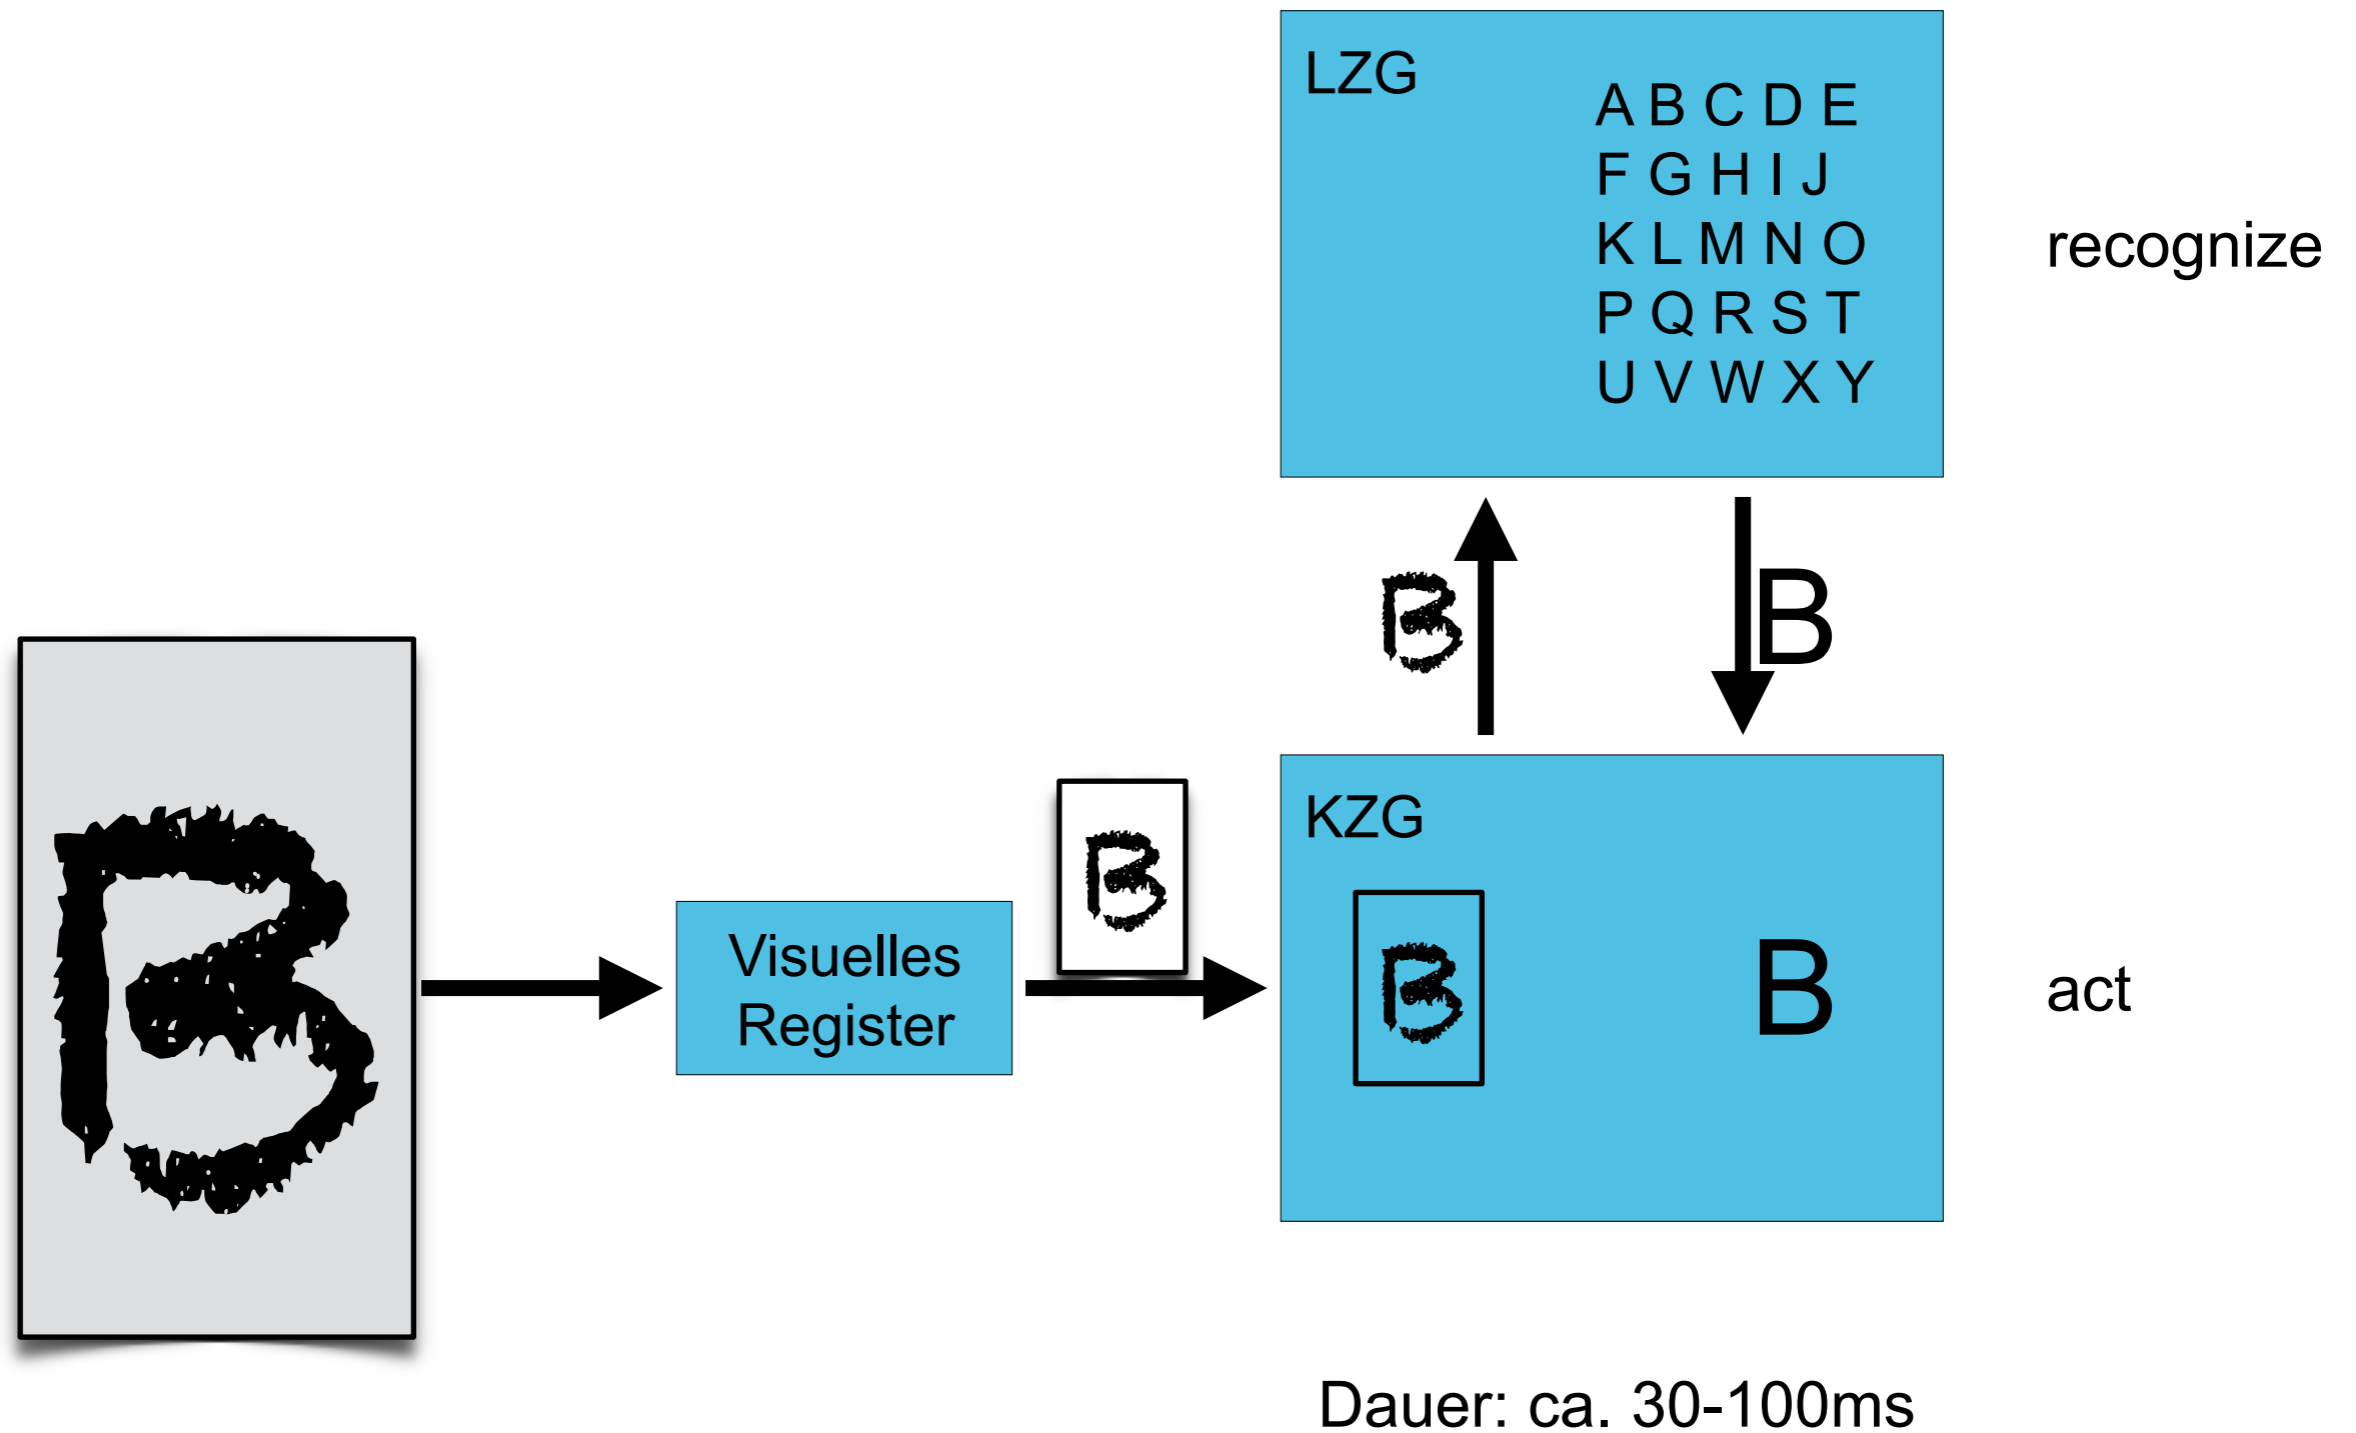 LZG
A B C D E
F G H I J
K L M N O
P Q R S T
U V W X Y
recognize
B
B
B
Visuelles
Register
B
KZG
B
B
act
Dauer: ca. 30-100ms